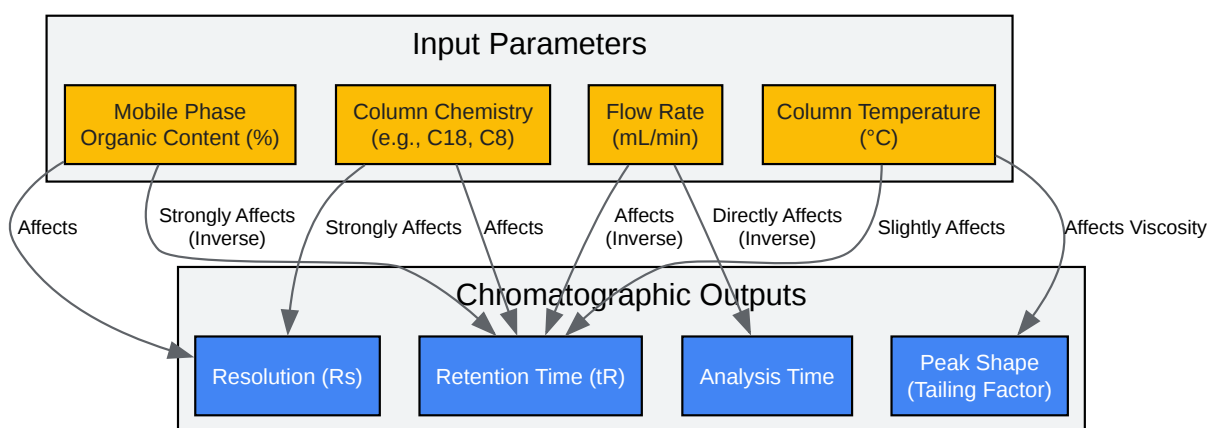 Input Parameters
Mobile Phase
Organic Content (%)
Column Chemistry
(e.g., C18, C8)
Flow Rate
(mL/min)
Column Temperature
(°C)
Affects
Strongly Affects
(Inverse)
Strongly Affects
Affects
Affects
(Inverse)
Directly Affects
(Inverse)
Slightly Affects
Affects Viscosity
Chromatographic Outputs
Resolution (Rs)
Retention Time (tR)
Analysis Time
Peak Shape
(Tailing Factor)